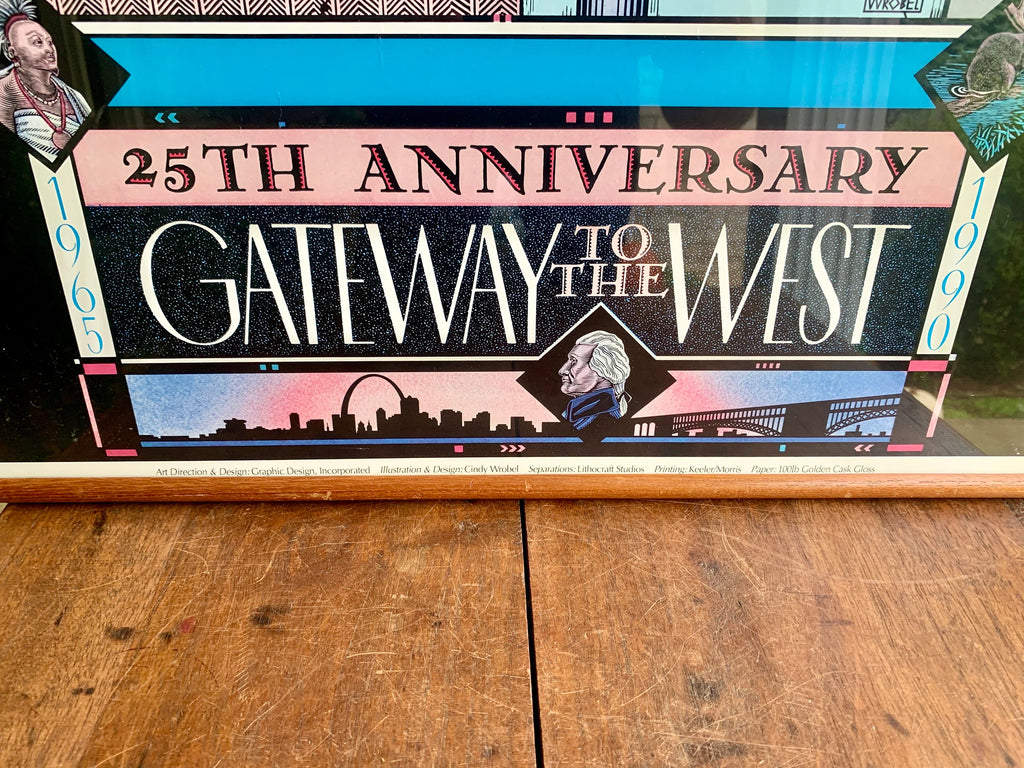 WROBEL
25TH ANNIVERSARY
1965
GATEWAY TO THE WEST
1990
Art Direction & Design: Graphic Design, Incorporated Illustration & Design: Cindy Wrobel Separations: Lithocraft Studios Printing: Keeler/Morris Paper: 100lb Golden Cask Gloss